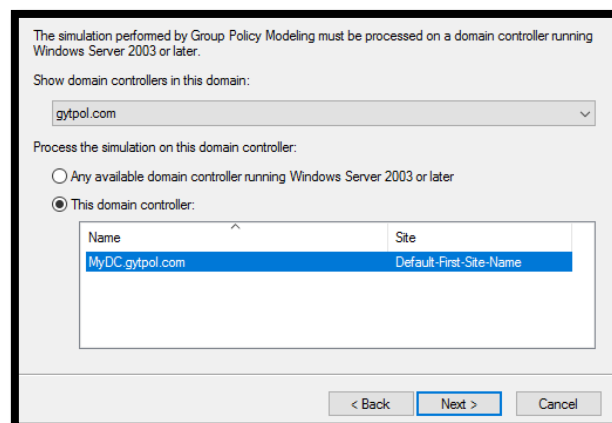 The simulation performed by Group Policy Modeling must be processed on a domain controller running
Windows Server 2003 or later.
Show domain controllers in this domain:
gytpol.com
Process the simulation on this domain controller:
Any available domain controller running Windows Server 2003 or later
This domain controller:
Name Site
MyDC.gytpol.com Default-First-Site-Name
< Back Next > Cancel